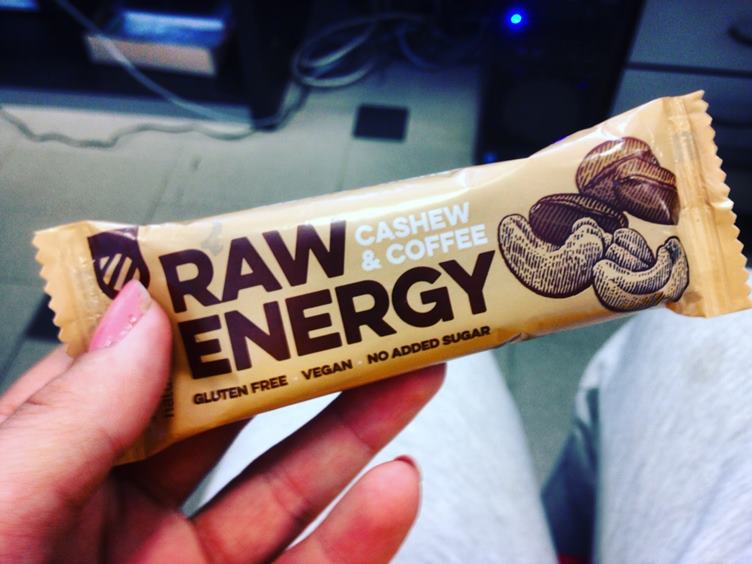 RAW
CASHEW
& COFFEE
ENERGY
GLUTEN FREE VEGAN NO ADDED SUGAR